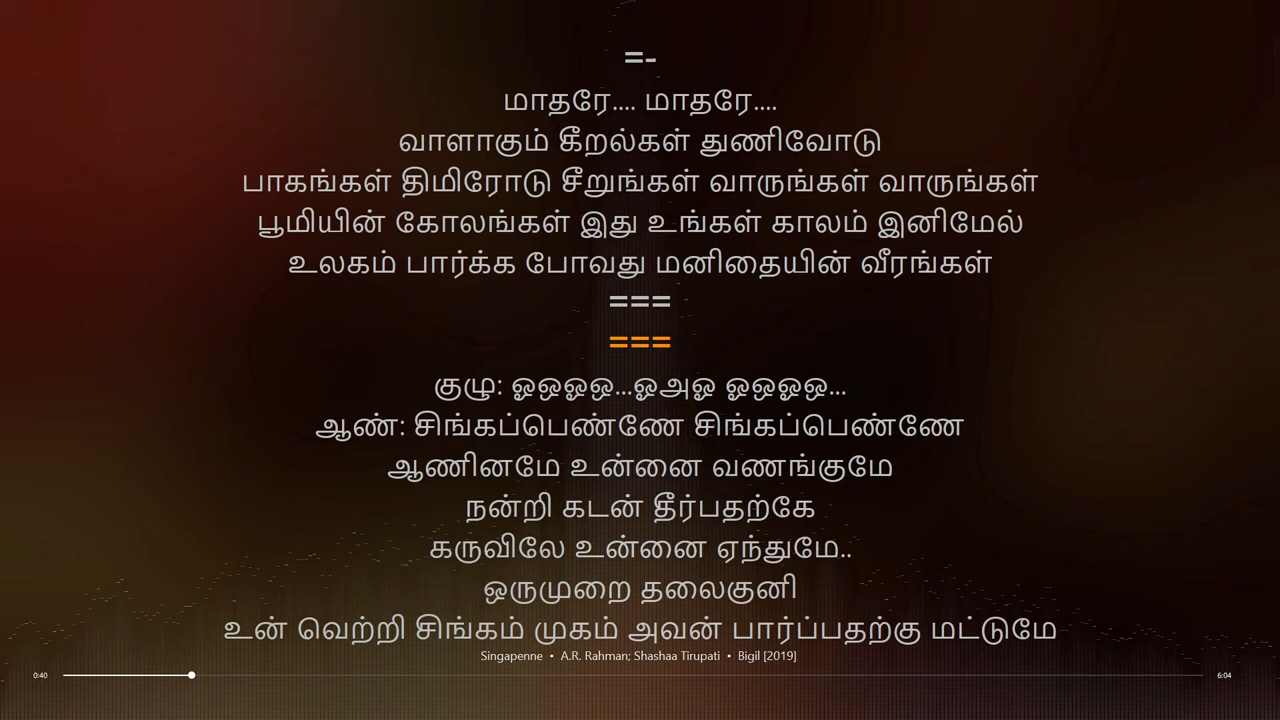 =-
மாதரே.... மாதரே....
வாளாகும் கீறல்கள் துணிவோடு
பாகங்கள் திமிரோடு சீறுங்கள் வாருங்கள் வாருங்கள்
பூமியின் கோலங்கள் இது உங்கள் காலம் இனிமேல்
உலகம் பார்க்க போவது மனிதையின் வீரங்கள்
===
===
குழு: ஓஓஓஓ...ஓஅஓ ஓஓஓஓ...
ஆண்: சிங்கப்பெண்ணே சிங்கப்பெண்ணே
ஆணினமே உன்னை வணங்குமே
நன்றி கடன் தீர்பதற்கே
கருவிலே உன்னை ஏந்துமே..
ஒருமுறை தலைகுனி
உன் வெற்றி சிங்கம் முகம் அவன் பார்ப்பதற்கு மட்டுமே
Singapenne • A.R. Rahman; Shashaa Tirupati • Bigil [2019]
0:40 6:04